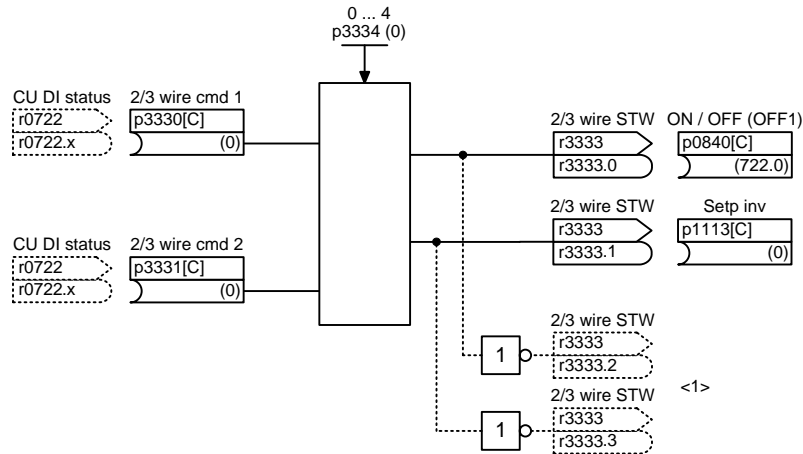 0 ... 4
p3334 (0)
CU DI status
r0722
r0722.x
2/3 wire cmd 1
p3330[C]
(0)
2/3 wire STW
r3333
r3333.0
ON / OFF (OFF1)
p0840[C]
(722.0)
2/3 wire STW
r3333
r3333.1
Setp inv
p1113[C]
(0)
CU DI status
r0722
r0722.x
2/3 wire cmd 2
p3331[C]
(0)
1
2/3 wire STW
r3333
r3333.2
<1>
1
2/3 wire STW
r3333
r3333.3